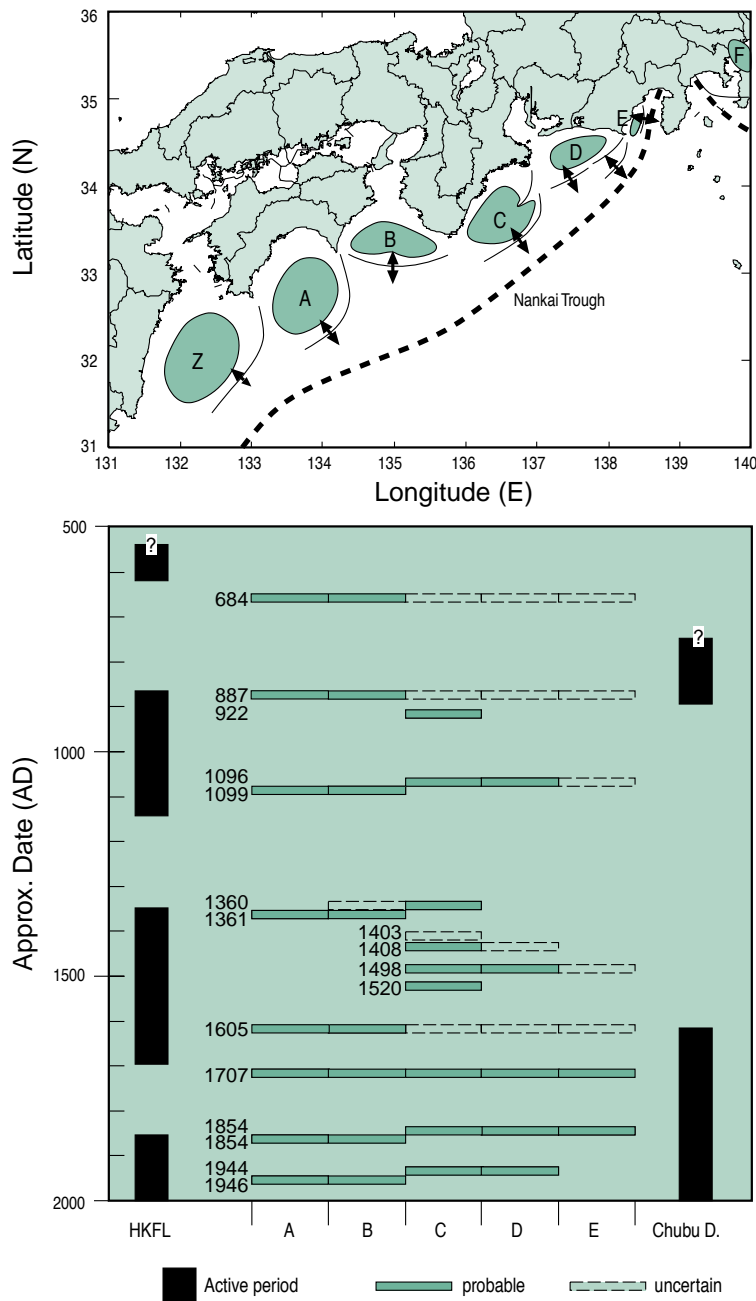 36
35
34
33
32
31
Latitude (N)
F
E
D
C
B
A
Z
Nankai Trough
131 132 133 134 135 136 137 138 139 140
Longitude (E)
500
1000
1500
2000
Approx. Date (AD)
?
?
684
887
922
1096
1099
1360
1361
1403
1408
1498
1520
1605
1707
1854
1854
1944
1946
HKFL A B C D E Chubu D.
Active period probable uncertain